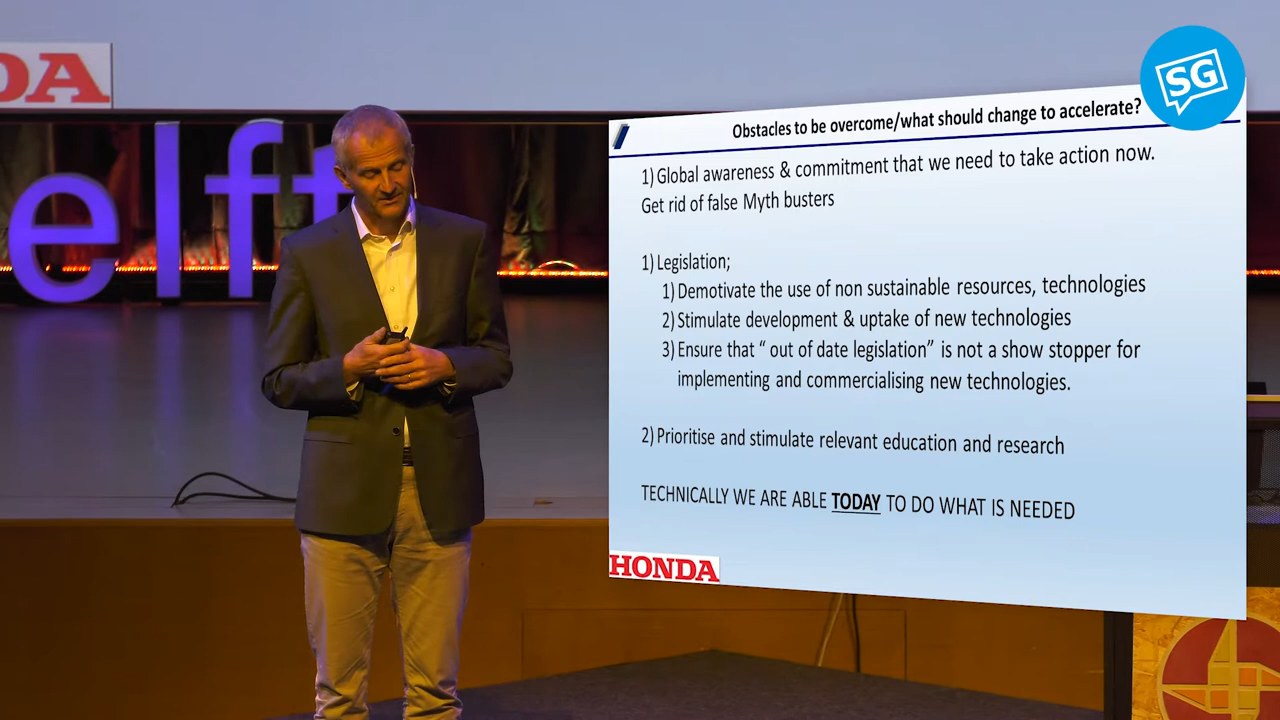 SG
DA
elft
Obstacles to be overcome/what should change to accelerate?
1) Global awareness & commitment that we need to take action now.
Get rid of false Myth busters
1) Legislation;
1) Demotivate the use of non sustainable resources, technologies
2) Stimulate development & uptake of new technologies
3) Ensure that “ out of date legislation” is not a show stopper for
implementing and commercialising new technologies.
2) Prioritise and stimulate relevant education and research
TECHNICALLY WE ARE ABLE TODAY TO DO WHAT IS NEEDED
HONDA